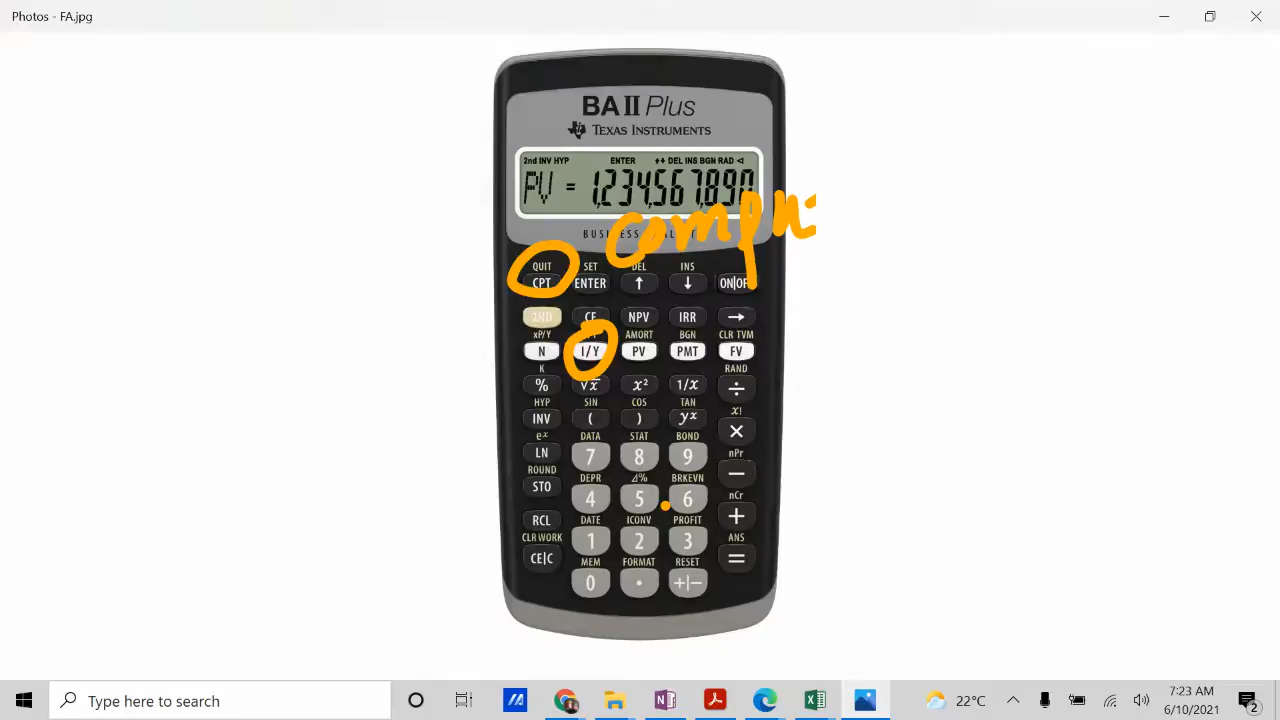 Photos - FA.jpg
BA II Plus
TEXAS INSTRUMENTS
2nd INV HYP ENTER ↑↓ DEL INS BGN RAD ◁
PV = 1,234,567,890
QUIT SET DEL INS
CPT ENTER ↑ ↓
2ND CF NPV IRR →
xP/Y AMORT BGN CLR TVM
N I/Y PV PMT FV
K RAND
% √x x² 1/x ÷
HYP SIN COS TAN x!
INV ( ) yˣ ×
eˣ DATA STAT BOND nPr
LN 7 8 9 −
ROUND DEPR Δ% BRKEVN nCr
STO 4 5 6 +
DATE ICONV PROFIT ANS
RCL 1 2 3 =
CLR WORK MEM FORMAT RESET
CE|C 0 . +|−
Type here to search
22°C
7:23 AM
6/10/2021
2